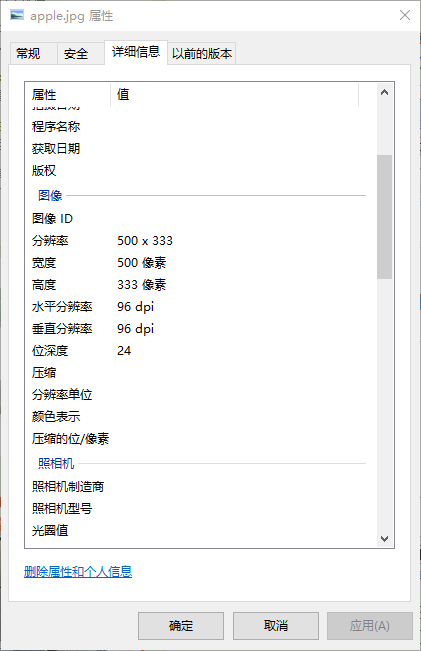 apple.jpg 属性
常规 安全 详细信息 以前的版本
属性 值
程序名称
获取日期
版权
图像
图像 ID
分辨率 500 x 333
宽度 500 像素
高度 333 像素
水平分辨率 96 dpi
垂直分辨率 96 dpi
位深度 24
压缩
分辨率单位
颜色表示
压缩的位/像素
照相机
照相机制造商
照相机型号
光圈值
删除属性和个人信息
确定 取消 应用(A)